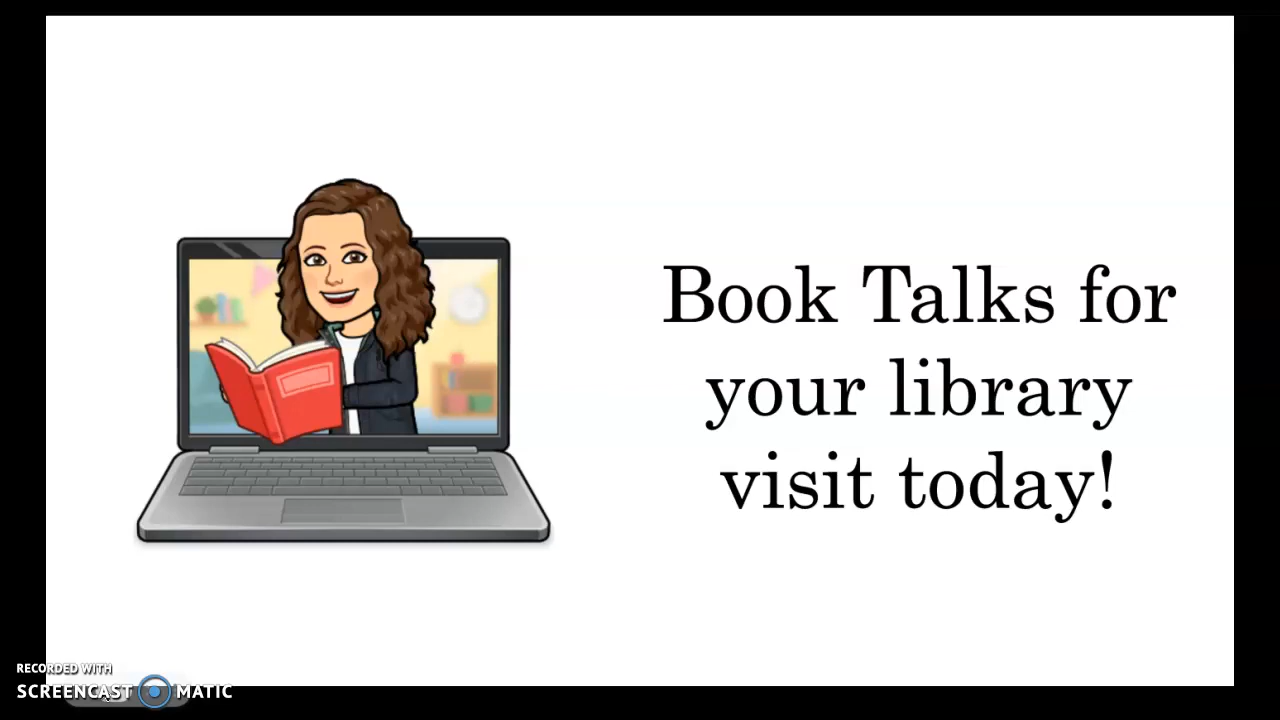 Book Talks for
your library
visit today!
RECORDED WITH
SCREENCAST MATIC